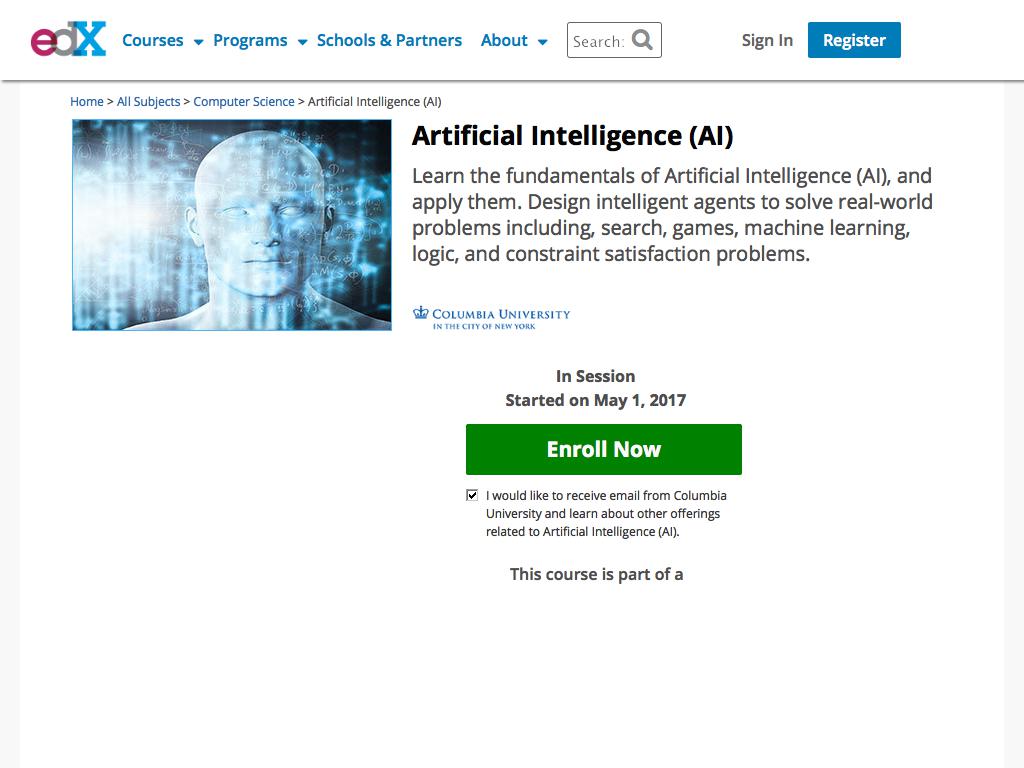 edX Courses Programs Schools & Partners About Search: Sign In Register
Home > All Subjects > Computer Science > Artificial Intelligence (AI)
Artificial Intelligence (AI)
Learn the fundamentals of Artificial Intelligence (AI), and
apply them. Design intelligent agents to solve real-world
problems including, search, games, machine learning,
logic, and constraint satisfaction problems.
COLUMBIA UNIVERSITY
IN THE CITY OF NEW YORK
In Session
Started on May 1, 2017
Enroll Now
I would like to receive email from Columbia
University and learn about other offerings
related to Artificial Intelligence (AI).
This course is part of a